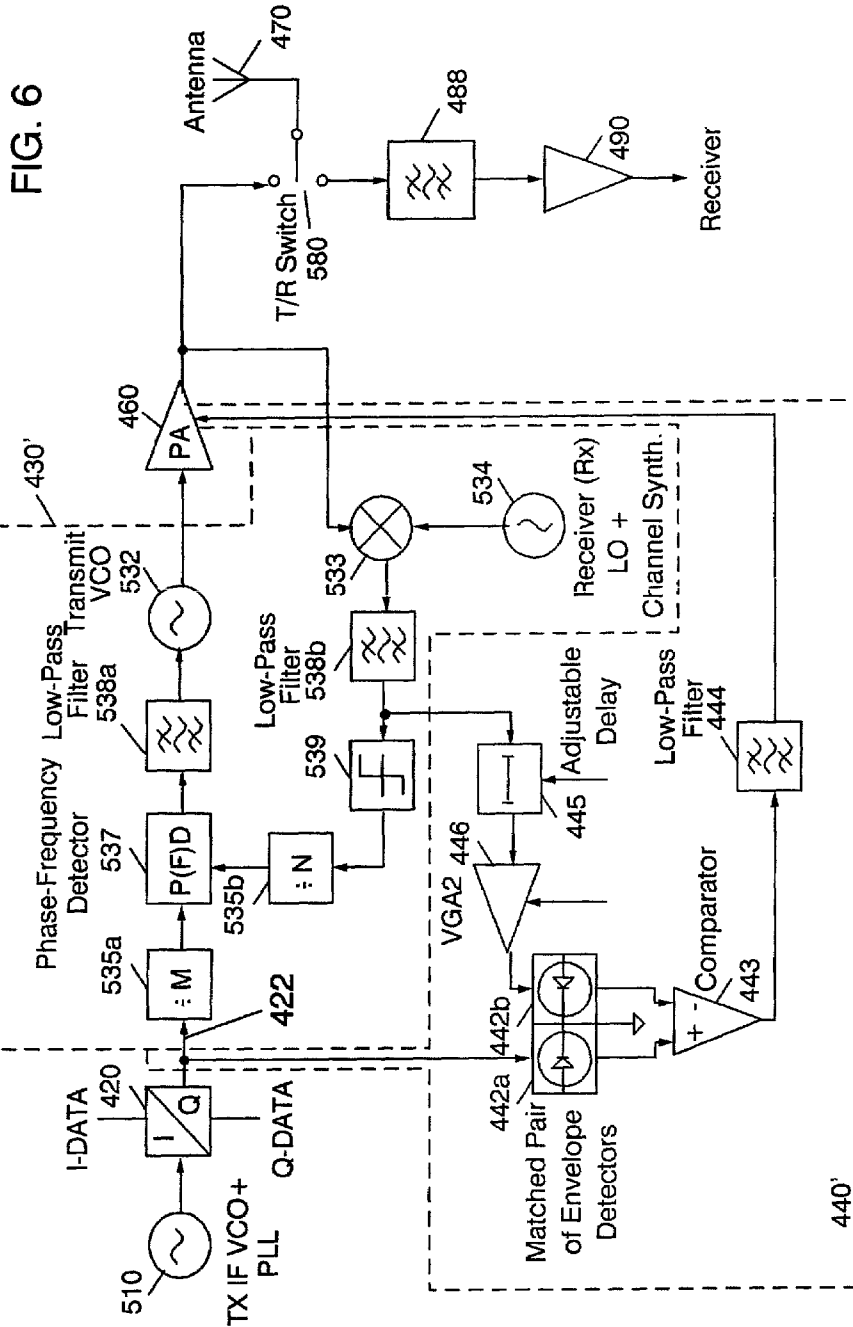 FIG. 6
Antenna
470
488
490
Receiver
T/R Switch
580
460
PA
430'
Transmit
VCO
532
Low-Pass
Filter
538a
Phase-Frequency
Detector
537
P(F)D
535a
÷M
422
I-DATA
420
I
Q
Q-DATA
510
TX IF VCO+
PLL
533
534
Receiver (Rx)
LO +
Channel Synth.
Low-Pass
Filter
538b
539
÷N
535b
Adjustable
Delay
445
446
VGA2
442b
442a
Matched Pair
of Envelope
Detectors
+
-
Comparator
443
Low-Pass
Filter
444
440'